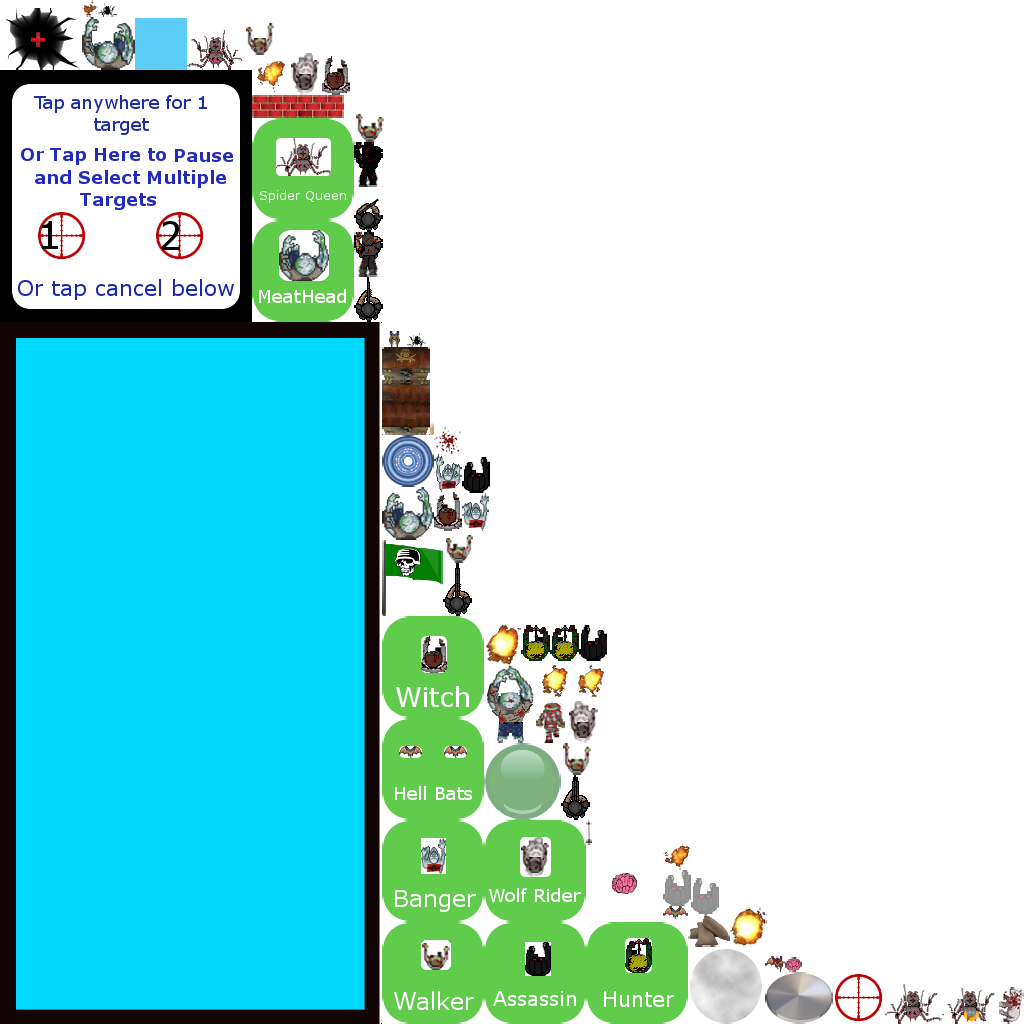 Tap anywhere for 1
target
Or Tap Here to Pause
and Select Multiple
Targets
1 2
Or tap cancel below
Spider Queen
MeatHead
Witch
Hell Bats
Banger
Wolf Rider
Walker
Assassin
Hunter